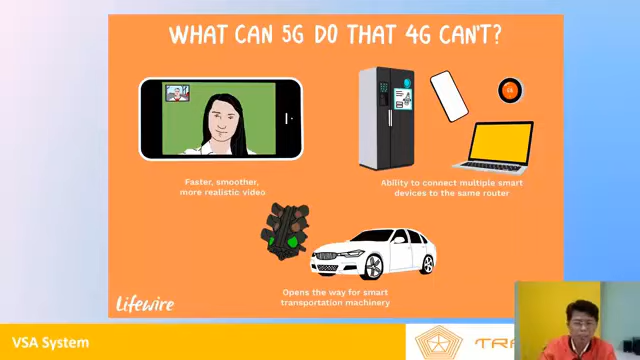 WHAT CAN 5G DO THAT 4G CAN'T?
Faster, smoother,
more realistic video
Ability to connect multiple smart
devices to the same router
Opens the way for smart
transportation machinery
Lifewire
VSA System